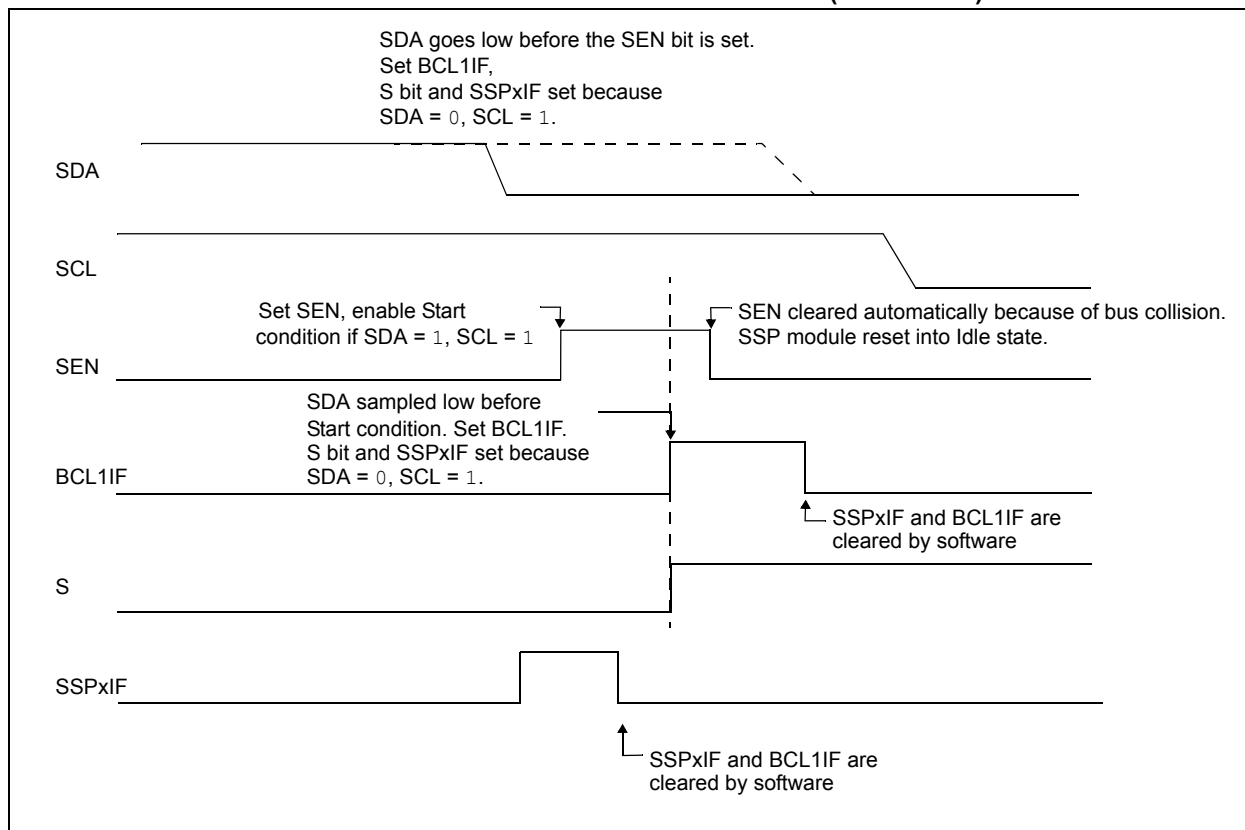 SDA goes low before the SEN bit is set.
Set BCL1IF,
S bit and SSPxIF set because
SDA = 0, SCL = 1.
SDA
SCL
Set SEN, enable Start
condition if SDA = 1, SCL = 1
SEN cleared automatically because of bus collision.
SSP module reset into Idle state.
SEN
SDA sampled low before
Start condition. Set BCL1IF.
S bit and SSPxIF set because
SDA = 0, SCL = 1.
BCL1IF
SSPxIF and BCL1IF are
cleared by software
S
SSPxIF
SSPxIF and BCL1IF are
cleared by software